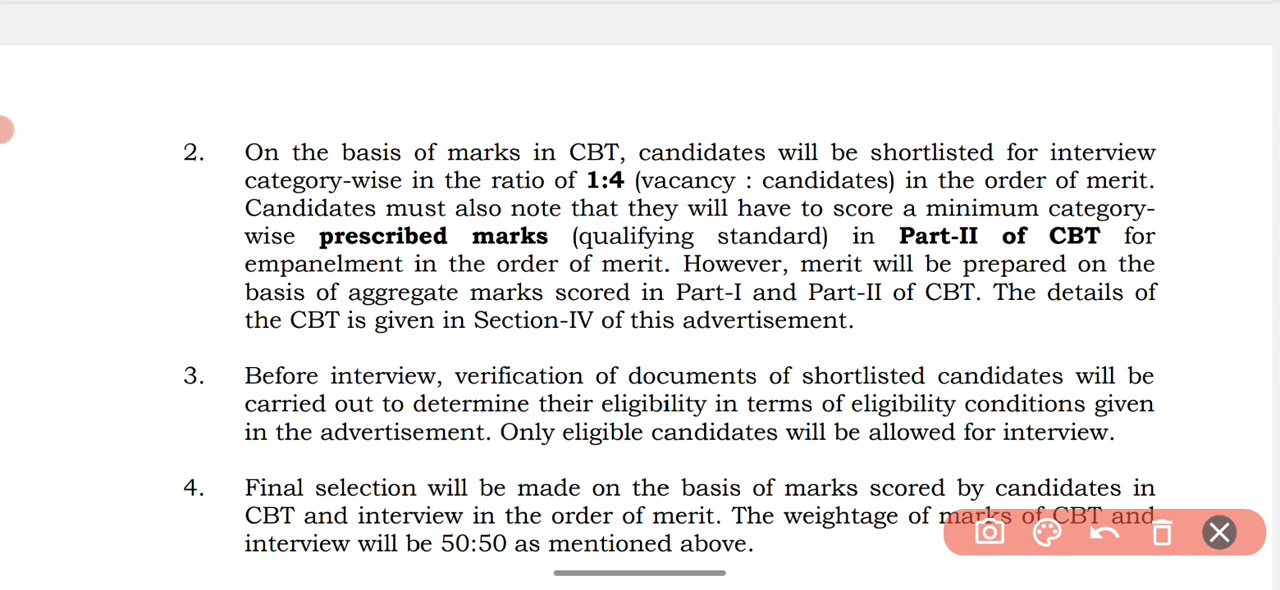 2. On the basis of marks in CBT, candidates will be shortlisted for interview
category-wise in the ratio of 1:4 (vacancy : candidates) in the order of merit.
Candidates must also note that they will have to score a minimum category-
wise prescribed marks (qualifying standard) in Part-II of CBT for
empanelment in the order of merit. However, merit will be prepared on the
basis of aggregate marks scored in Part-I and Part-II of CBT. The details of
the CBT is given in Section-IV of this advertisement.
3. Before interview, verification of documents of shortlisted candidates will be
carried out to determine their eligibility in terms of eligibility conditions given
in the advertisement. Only eligible candidates will be allowed for interview.
4. Final selection will be made on the basis of marks scored by candidates in
CBT and interview in the order of merit. The weightage of marks of CBT and
interview will be 50:50 as mentioned above.